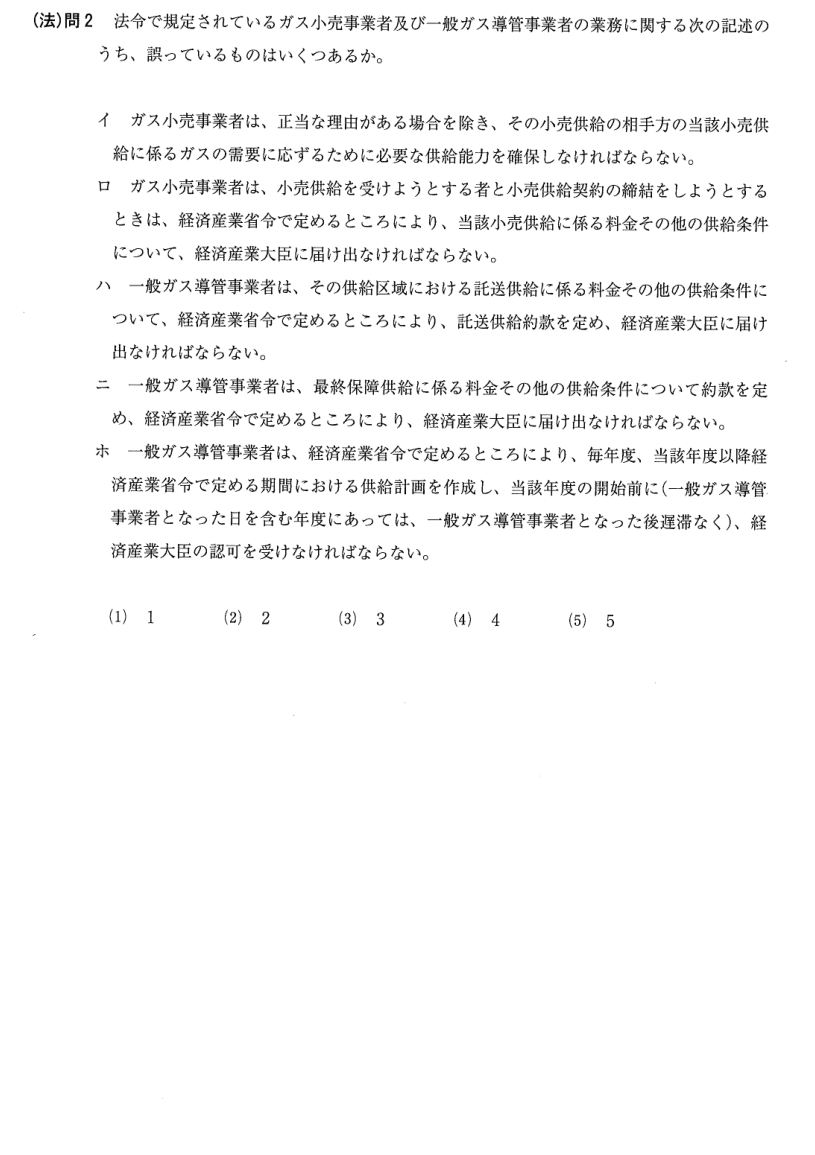 (法)問2 法令で規定されているガス小売事業者及び一般ガス導管事業者の業務に関する次の記述の
うち、誤っているものはいくつあるか。
イ ガス小売事業者は、正当な理由がある場合を除き、その小売供給の相手方の当該小売供
給に係るガスの需要に応ずるために必要な供給能力を確保しなければならない。
ロ ガス小売事業者は、小売供給を受けようとする者と小売供給契約の締結をしようとする
ときは、経済産業省令で定めるところにより、当該小売供給に係る料金その他の供給条件
について、経済産業大臣に届け出なければならない。
ハ 一般ガス導管事業者は、その供給区域における託送供給に係る料金その他の供給条件に
ついて、経済産業省令で定めるところにより、託送供給約款を定め、経済産業大臣に届け
出なければならない。
ニ 一般ガス導管事業者は、最終保障供給に係る料金その他の供給条件について約款を定
め、経済産業省令で定めるところにより、経済産業大臣に届け出なければならない。
ホ 一般ガス導管事業者は、経済産業省令で定めるところにより、毎年度、当該年度以降経
済産業省令で定める期間における供給計画を作成し、当該年度の開始前に(一般ガス導管
事業者となった日を含む年度にあっては、一般ガス導管事業者となった後遅滞なく)、経
済産業大臣の認可を受けなければならない。
(1) 1 (2) 2 (3) 3 (4) 4 (5) 5